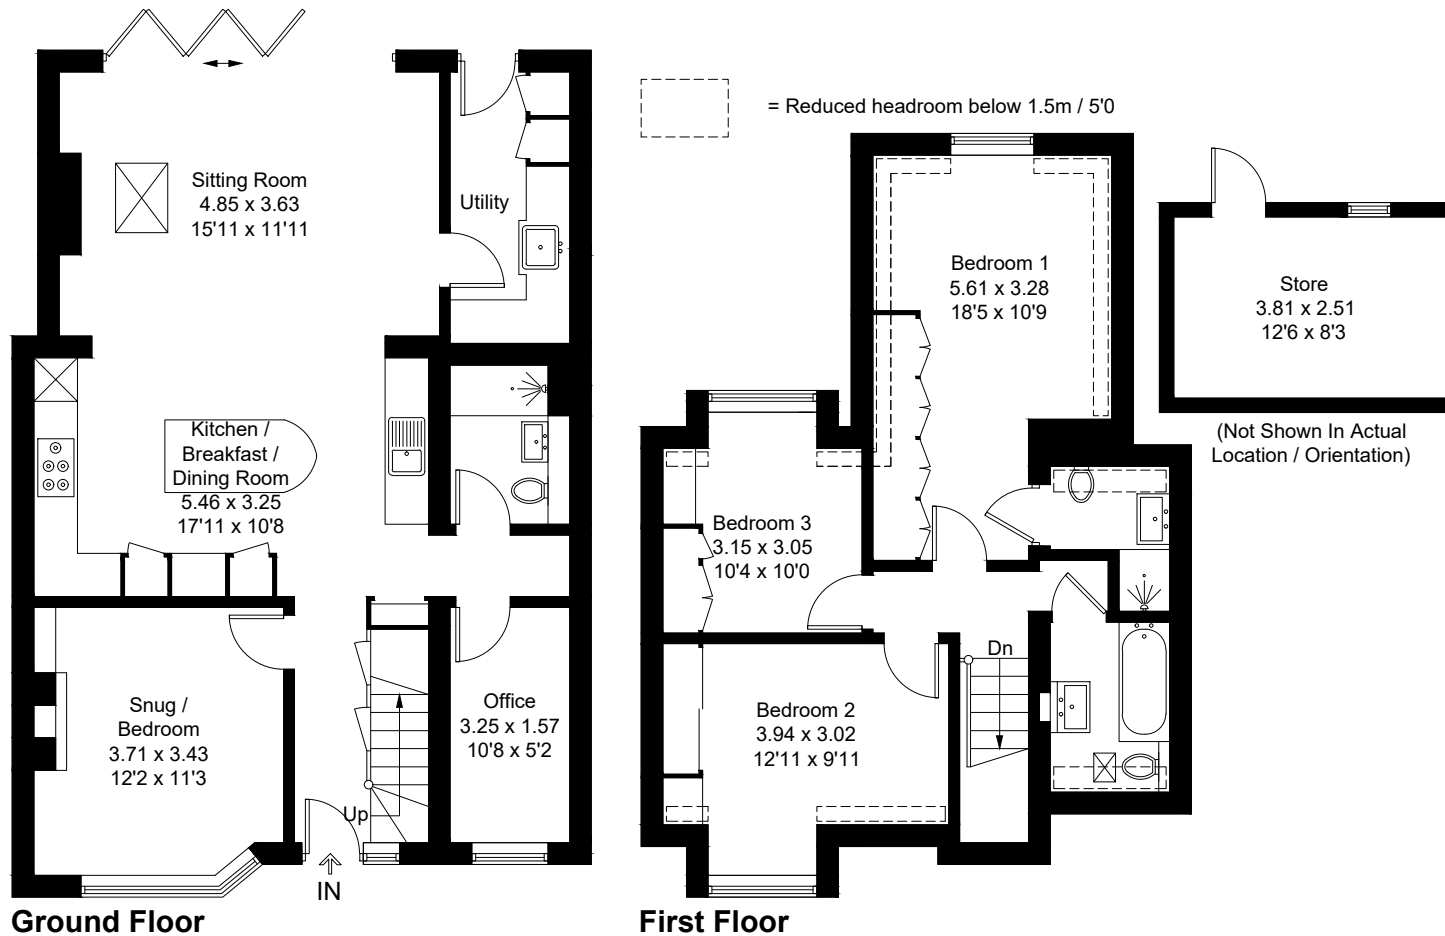 = Reduced headroom below 1.5m / 5'0
Sitting Room
4.85 x 3.63
15'11 x 11'11
Utility
Kitchen /
Breakfast /
Dining Room
5.46 x 3.25
17'11 x 10'8
Snug /
Bedroom
3.71 x 3.43
12'2 x 11'3
Office
3.25 x 1.57
10'8 x 5'2
Up
IN
Ground Floor
Bedroom 1
5.61 x 3.28
18'5 x 10'9
Bedroom 3
3.15 x 3.05
10'4 x 10'0
Dn
Bedroom 2
3.94 x 3.02
12'11 x 9'11
First Floor
Store
3.81 x 2.51
12'6 x 8'3
(Not Shown In Actual
Location / Orientation)